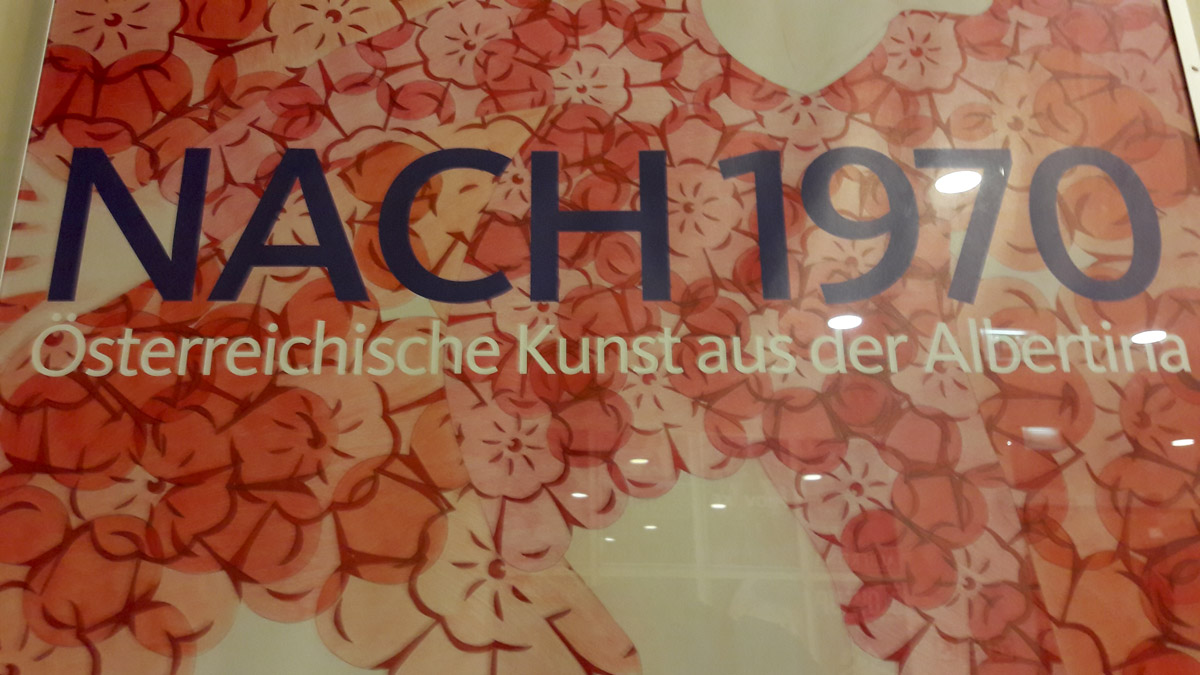 NACH 1970
Österreichische Kunst aus der Albertina